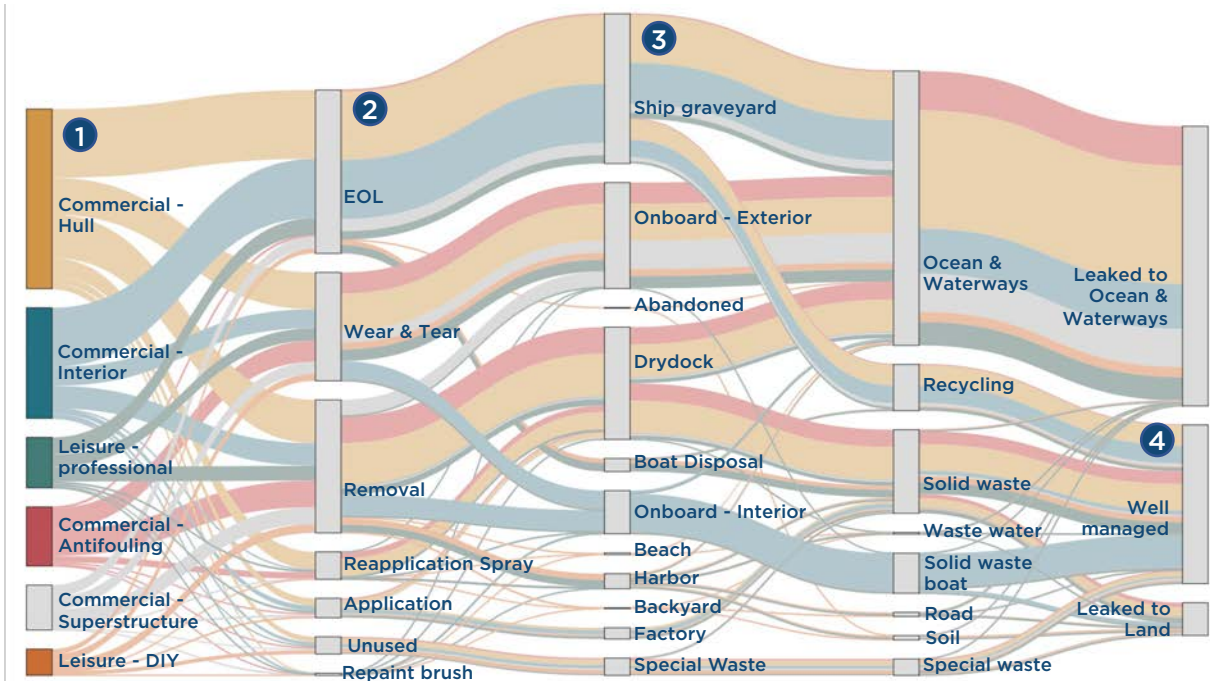 1
Commercial -
Hull
Commercial -
Interior
Leisure -
professional
Commercial -
Antifouling
Commercial -
Superstructure
Leisure - DIY
2
EOL
Wear & Tear
Removal
Reapplication Spray
Application
Unused
Repaint brush
3
Ship graveyard
Onboard - Exterior
Abandoned
Drydock
Boat Disposal
Onboard - Interior
Beach
Harbor
Backyard
Factory
Special Waste
Ocean &
Waterways
Recycling
Solid waste
Waste water
Solid waste
boat
Road
Soil
Special waste
Leaked to
Ocean &
Waterways
4
Well
managed
Leaked to
Land